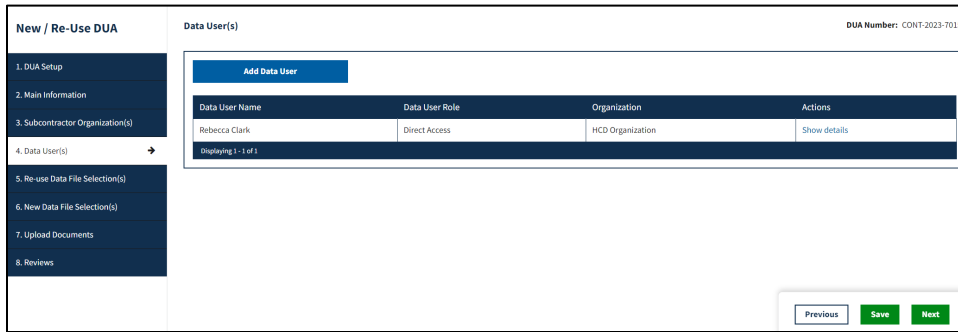 New / Re-Use DUA
1. DUA Setup
2. Main Information
3. Subcontractor Organization(s)
4. Data User(s)
5. Re-use Data File Selection(s)
6. New Data File Selection(s)
7. Upload Documents
8. Reviews
Data User(s)
DUA Number: CONT-2023-701
Add Data User
Data User Name Data User Role Organization Actions
Rebecca Clark Direct Access HCD Organization Show details
Displaying 1 - 1 of 1
Previous Save Next